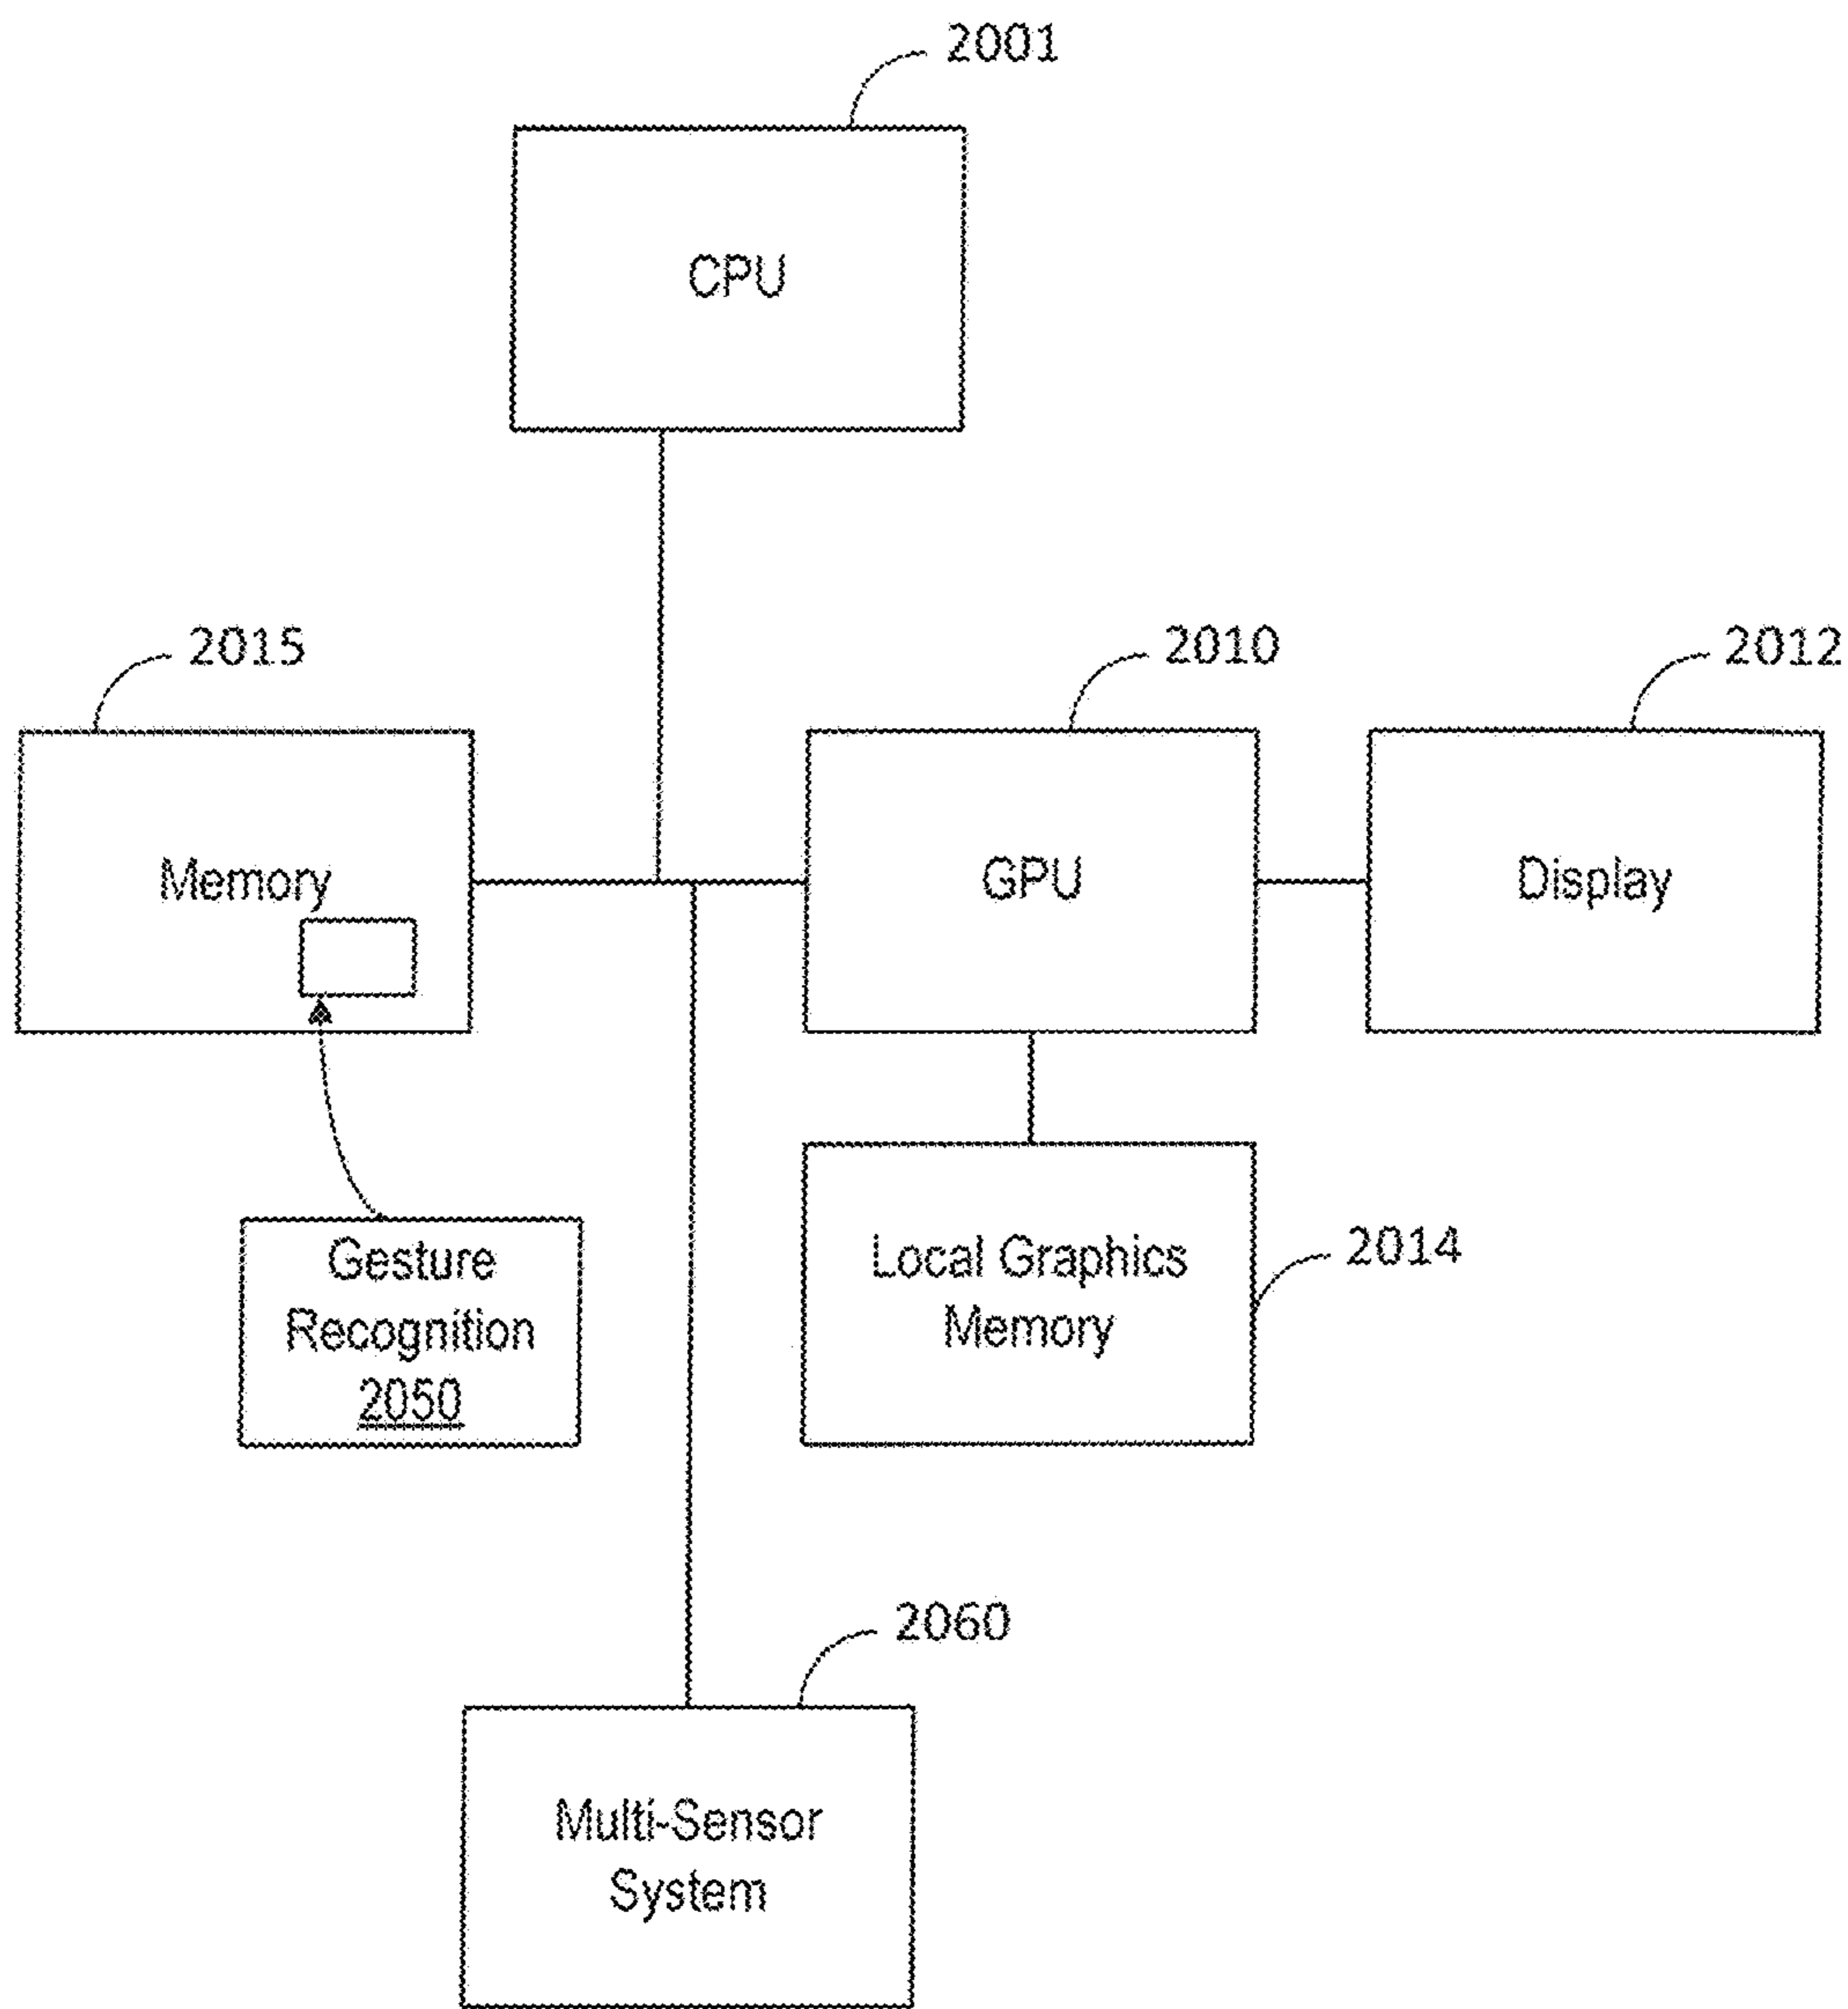 2001
CPU
2015
2010
2012
Memory
GPU
Display
Gesture
Recognition
2050
Local Graphics
Memory
2014
2060
Multi-Sensor
System